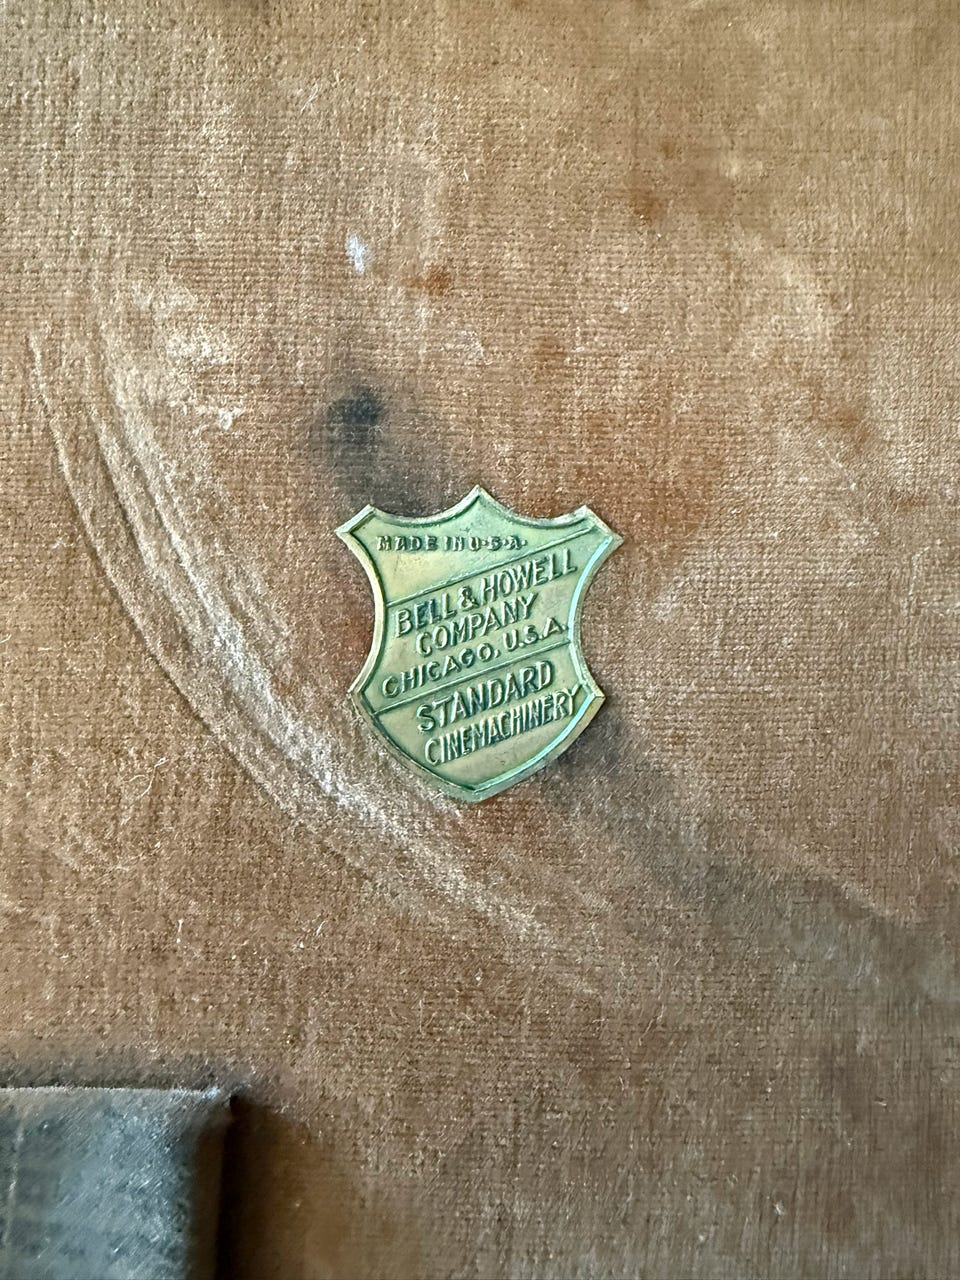 MADE IN U·S·A·
BELL & HOWELL
COMPANY
CHICAGO, U.S.A.
STANDARD
CINEMACHINERY